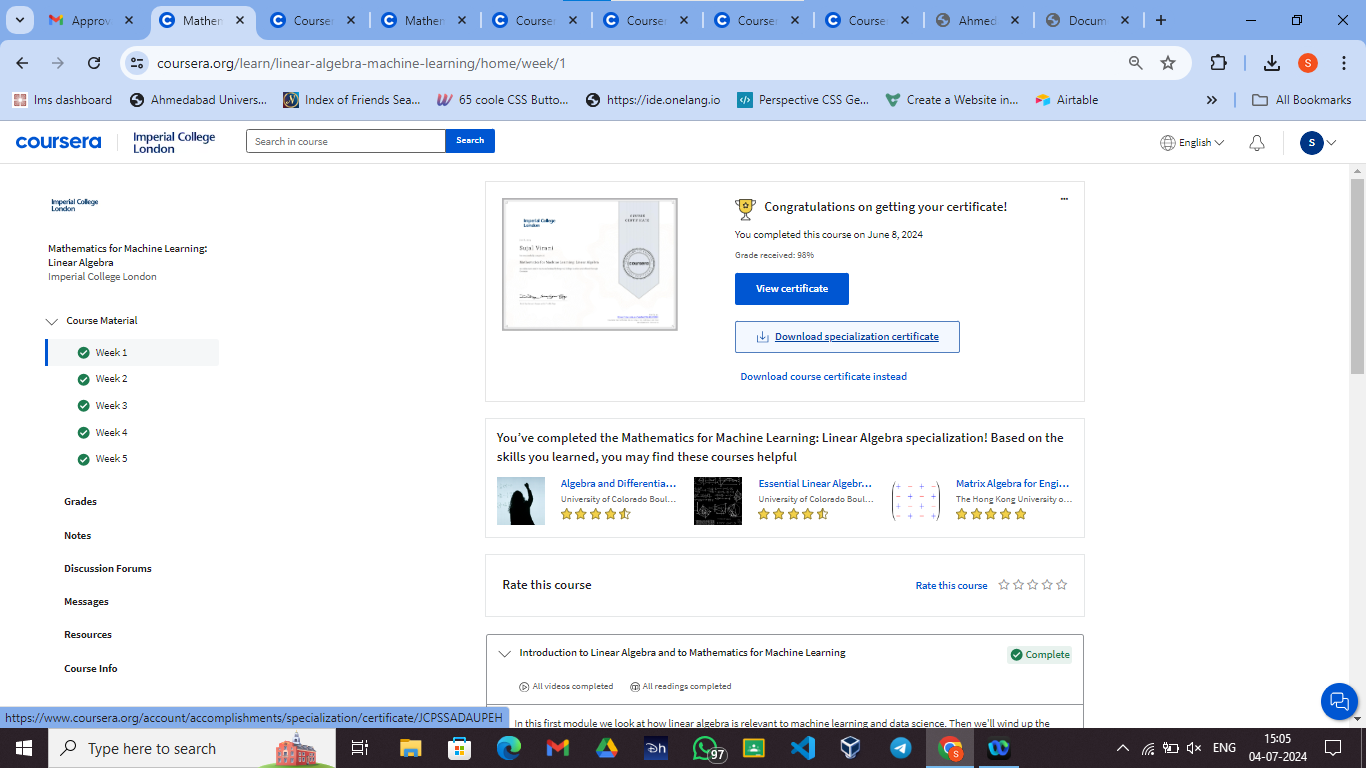 Approva
Mathem
Course
Mathem
Course
Course
Course
Course
Ahmed
Docum
coursera.org/learn/linear-algebra-machine-learning/home/week/1
S
lms dashboard
Ahmedabad Univers...
Index of Friends Sea...
65 coole CSS Butto...
https://ide.onelang.io
Perspective CSS Ge...
Create a Website in...
Airtable
»
All Bookmarks
coursera
Imperial College
London
Search in course
Search
English
S
Imperial College
London
Mathematics for Machine Learning:
Linear Algebra
Imperial College London
Course Material
Week 1
Week 2
Week 3
Week 4
Week 5
Grades
Notes
Discussion Forums
Messages
Resources
Course Info
Imperial College
London
COURSE
CERTIFICATE
Sujal Virani
coursera
Congratulations on getting your certificate!
You completed this course on June 8, 2024
Grade received: 98%
View certificate
Download specialization certificate
Download course certificate instead
You've completed the Mathematics for Machine Learning: Linear Algebra specialization! Based on the
skills you learned, you may find these courses helpful
Algebra and Differentia...
University of Colorado Boul...
Essential Linear Algebr...
University of Colorado Boul...
Matrix Algebra for Engi...
The Hong Kong University o...
Rate this course
Rate this course
Introduction to Linear Algebra and to Mathematics for Machine Learning
Complete
All videos completed
All readings completed
In this first module we look at how linear algebra is relevant to machine learning and data science. Then we'll wind up the
https://www.coursera.org/account/accomplishments/specialization/certificate/JCPSSADAUPEH
Type here to search
97
S
ENG
15:05
04-07-2024